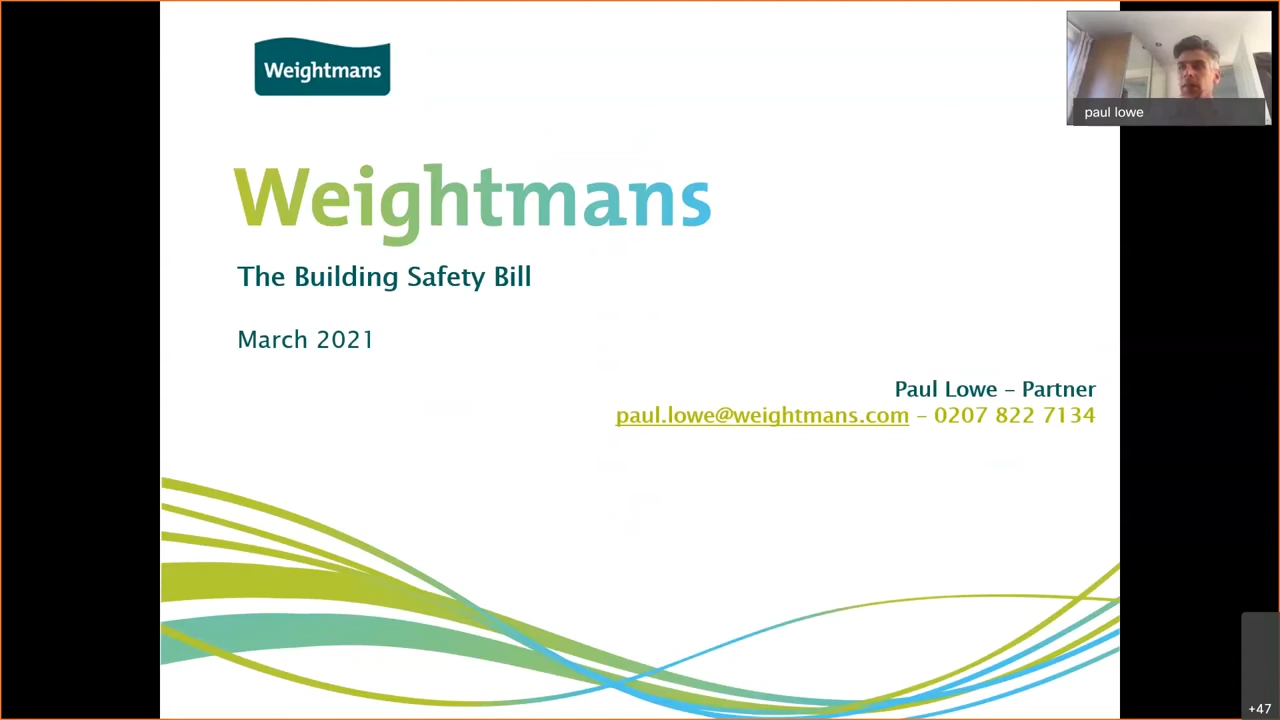 Weightmans
paul lowe
Weightmans
The Building Safety Bill
March 2021
Paul Lowe – Partner
paul.lowe@weightmans.com – 0207 822 7134
+47